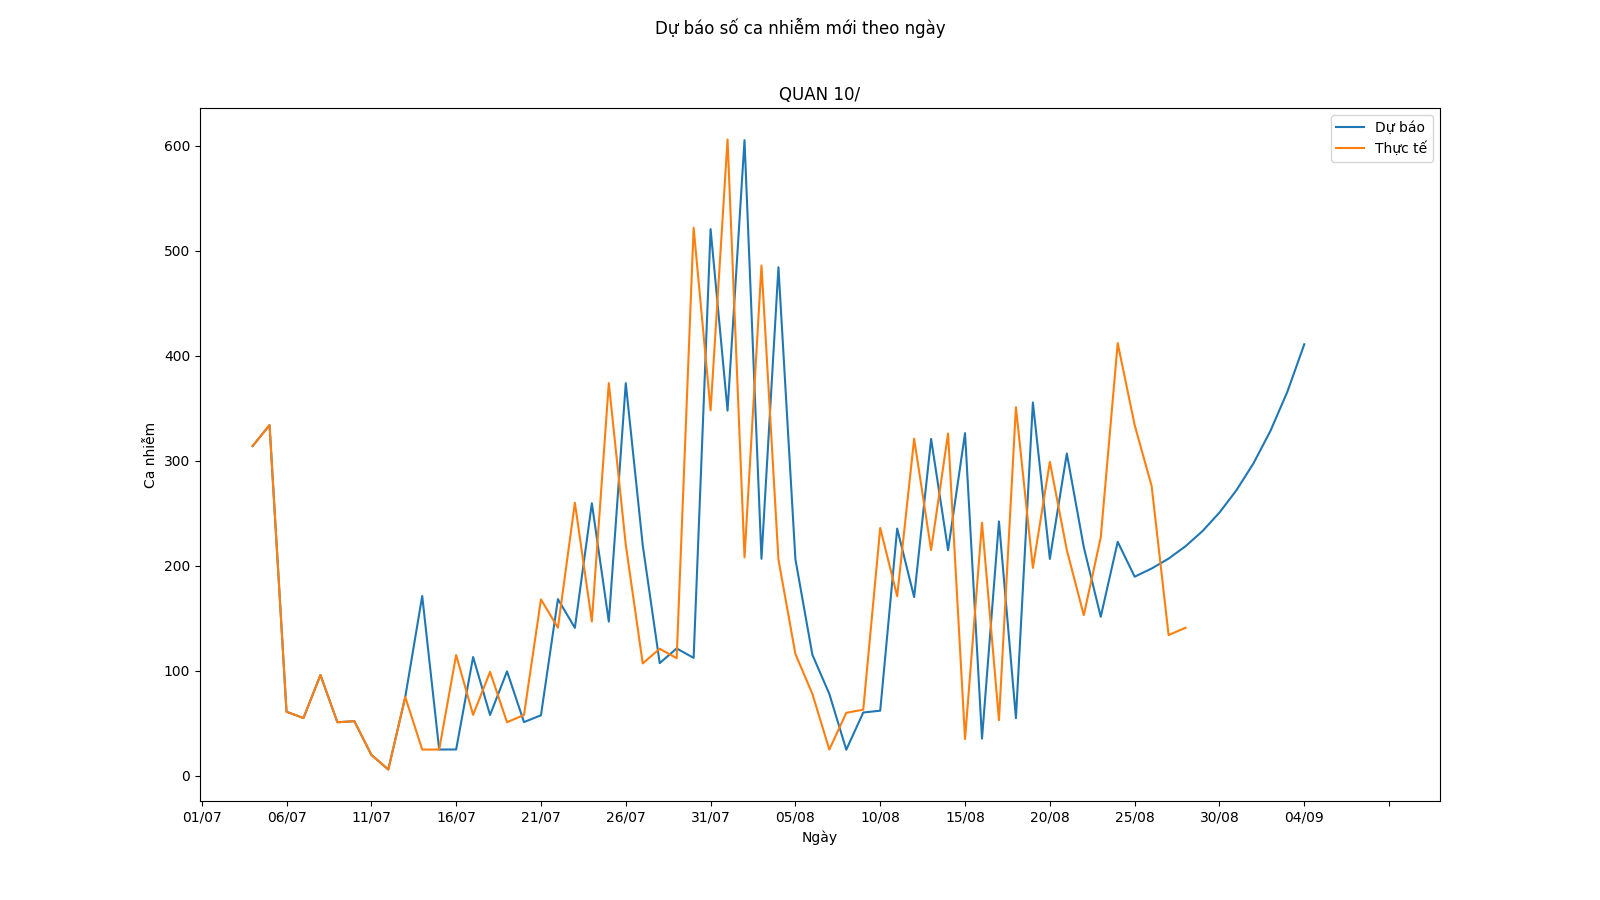 Dự báo số ca nhiễm mới theo ngày
QUAN 10/
Dự báo
Thực tế
600
500
400
300
200
100
0
Ca nhiễm
01/07 06/07 11/07 16/07 21/07 26/07 31/07 05/08 10/08 15/08 20/08 25/08 30/08 04/09
Ngày